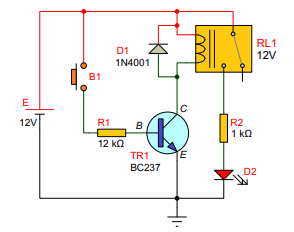 D1
1N4001
RL1
12V
B1
E
12V
R1
12 kΩ
B
C
E
TR1
BC237
R2
1 kΩ
D2